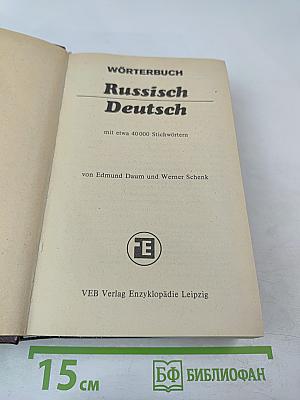 WÖRTERBUCH
Russisch
Deutsch
mit etwa 40000 Stichwörtern
von Edmund Daum und Werner Schenk
E
VEB Verlag Enzyklopädie Leipzig
15 см
БФ БИБЛИОФАН